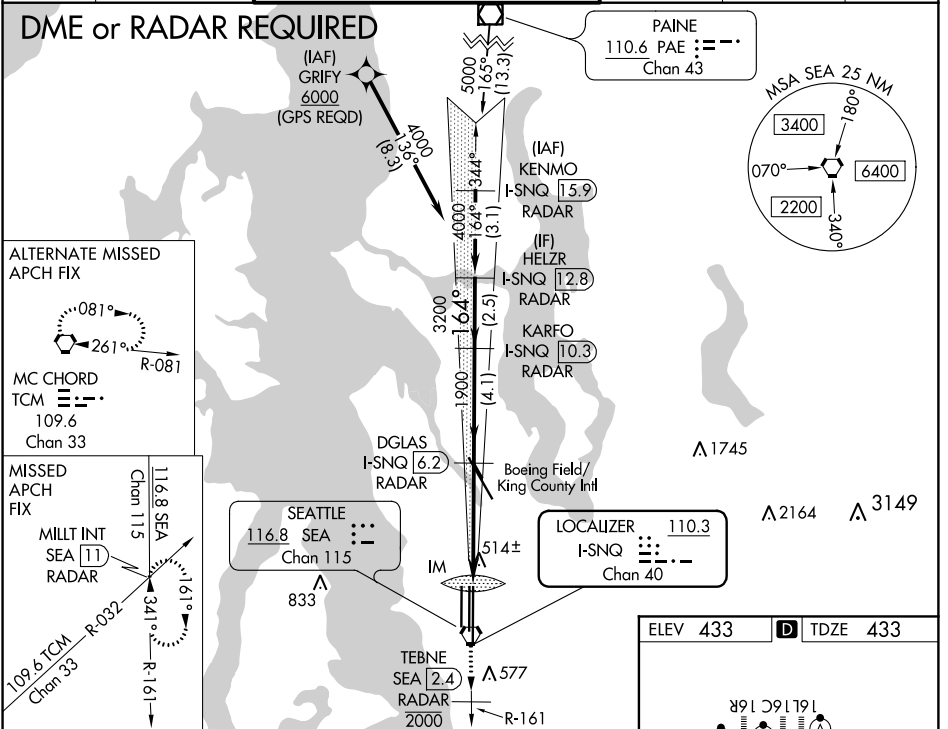 DME or RADAR REQUIRED
(IAF)
GRIFY
6000
(GPS REQD)
4000
136°
(8.3)
5000
165°
(13.3)
PAINE
110.6 PAE
Chan 43
MSA SEA 25 NM
3400
180°
070°
6400
2200
340°
344°
(IAF)
KENMO
I-SNQ 15.9
RADAR
4000
164°
(3.1)
(IF)
HELZR
I-SNQ 12.8
RADAR
3200
164°
(2.5)
KARFO
I-SNQ 10.3
RADAR
1900
(4.1)
ALTERNATE MISSED
APCH FIX
081°
261°
R-081
MC CHORD
TCM
109.6
Chan 33
DGLAS
I-SNQ 6.2
RADAR
Boeing Field/
King County Intl
1745
2164
3149
MISSED
APCH
FIX
116.8 SEA
Chan 115
MILLT INT
SEA 11
RADAR
161°
341°
R-161
109.6 TCM R-032
Chan 33
SEATTLE
116.8 SEA
Chan 115
833
IM
514±
LOCALIZER 110.3
I-SNQ
Chan 40
TEBNE
SEA 2.4
RADAR
2000
577
R-161
ELEV 433 D TDZE 433
16L
16C
16R
A